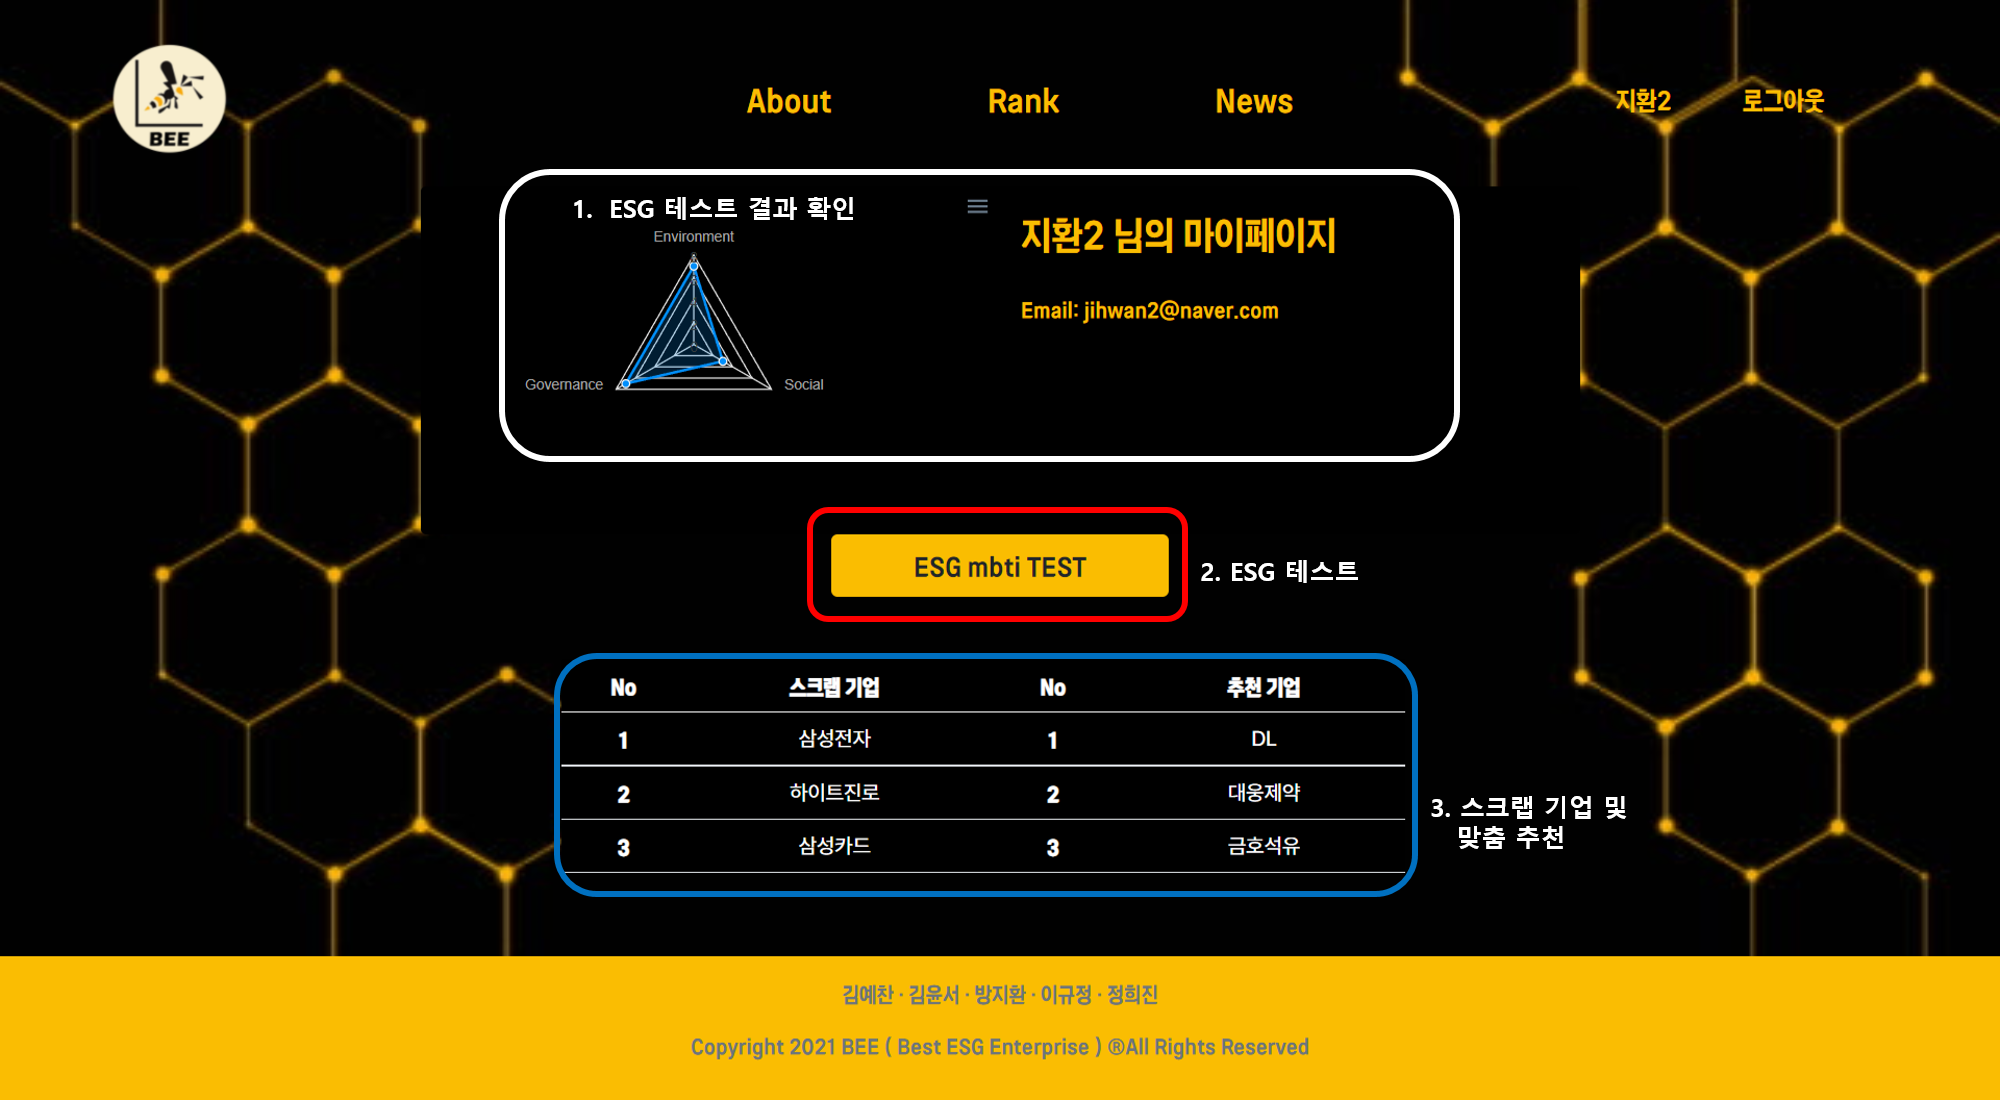 BEE
About
Rank
News
지환2
로그아웃
1. ESG 테스트 결과 확인
Environment
Governance
Social
지환2 님의 마이페이지
Email: jihwan2@naver.com
ESG mbti TEST
2. ESG 테스트
No 스크랩 기업 No 추천 기업
1 삼성전자 1 DL
2 하이트진로 2 대웅제약
3 삼성카드 3 금호석유
3. 스크랩 기업 및
맞춤 추천
김예찬 · 김윤서 · 방지환 · 이규정 · 정희진
Copyright 2021 BEE ( Best ESG Enterprise ) ®All Rights Reserved